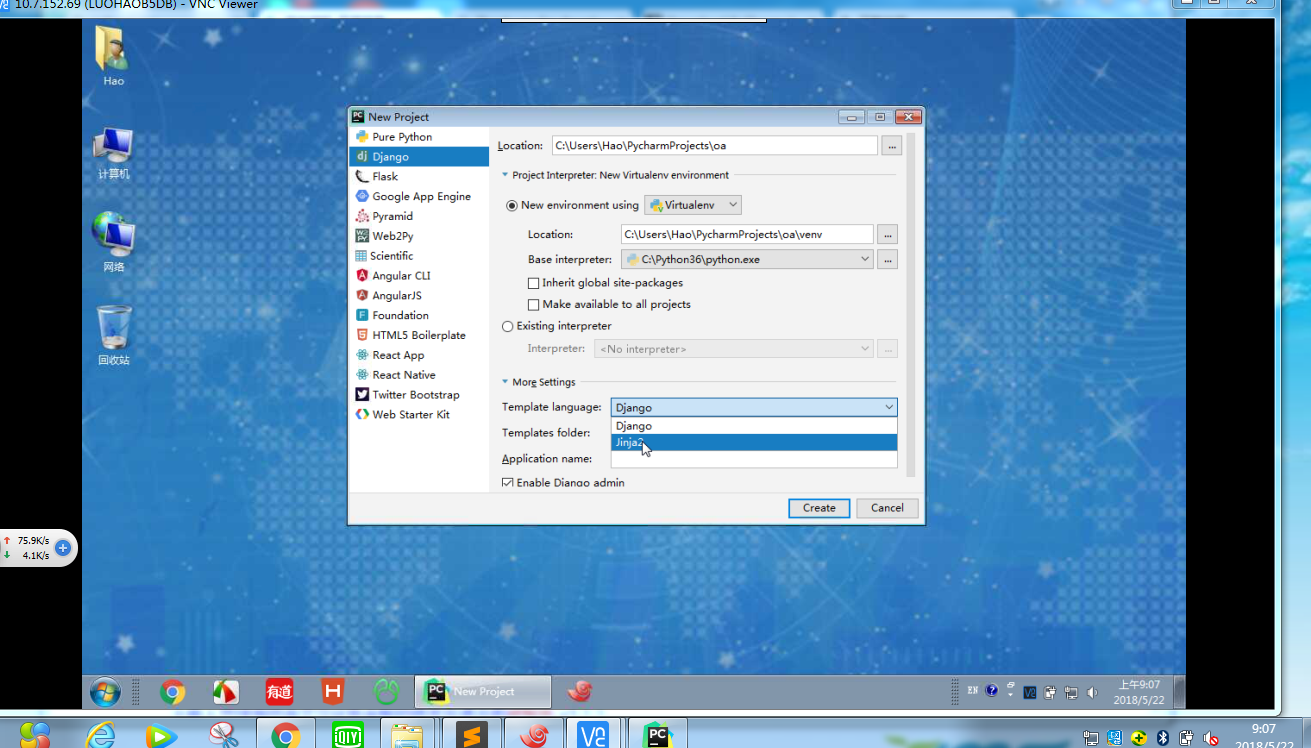 10.7.152.69 (LUOHAOB5DB) - VNC Viewer
Hao
计算机
网络
回收站
New Project
Pure Python
Django
Flask
Google App Engine
Pyramid
Web2Py
Scientific
Angular CLI
AngularJS
Foundation
HTML5 Boilerplate
React App
React Native
Twitter Bootstrap
Web Starter Kit
Location: C:\Users\Hao\PycharmProjects\oa ...
Project Interpreter: New Virtualenv environment
New environment using Virtualenv
Location: C:\Users\Hao\PycharmProjects\oa\venv ...
Base interpreter: C:\Python36\python.exe ...
Inherit global site-packages
Make available to all projects
Existing interpreter
Interpreter: <No interpreter> ...
More Settings
Template language: Django
Django
Templates folder:
Jinja2
Application name:
Enable Django admin
Create Cancel
75.9K/s
4.1K/s
有道
New Project
EN
上午9:07
2018/5/22
QIYI
9:07
2018/5/22